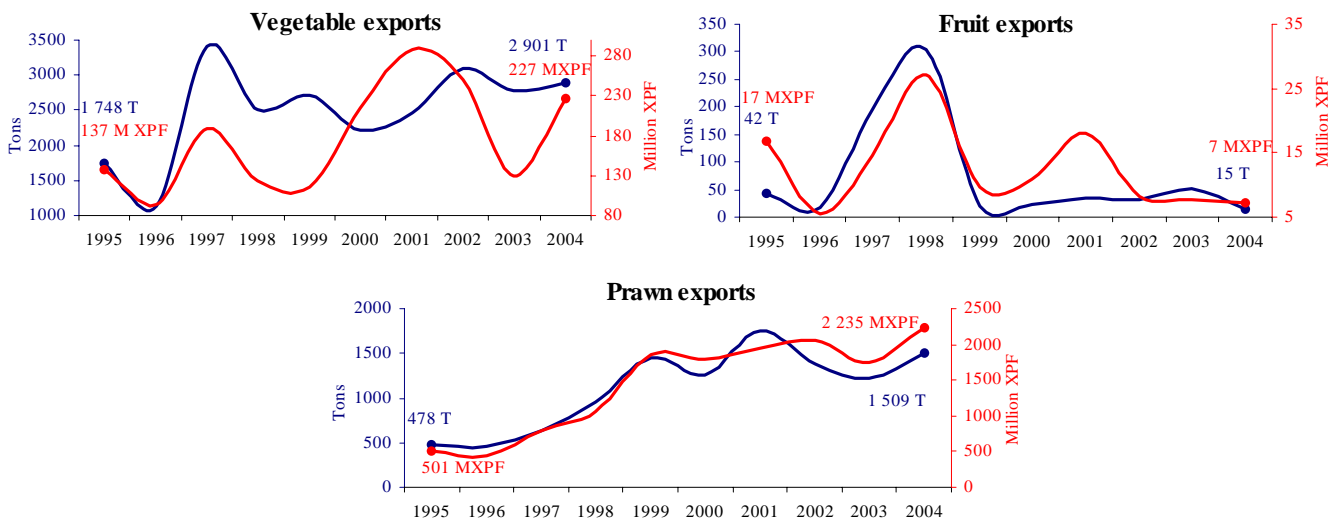 Vegetable exports
3500
3000
2500
2000
1500
1000
Tons
1 748 T
137 M XPF
2 901 T
227 MXPF
280
230
180
130
80
Million XPF
1995 1996 1997 1998 1999 2000 2001 2002 2003 2004
Fruit exports
350
300
250
200
150
100
50
0
Tons
17 MXPF
42 T
7 MXPF
15 T
35
25
15
5
Million XPF
1995 1996 1997 1998 1999 2000 2001 2002 2003 2004
Prawn exports
2000
1500
1000
500
0
Tons
478 T
501 MXPF
2 235 MXPF
1 509 T
2500
2000
1500
1000
500
0
Million XPF
1995 1996 1997 1998 1999 2000 2001 2002 2003 2004